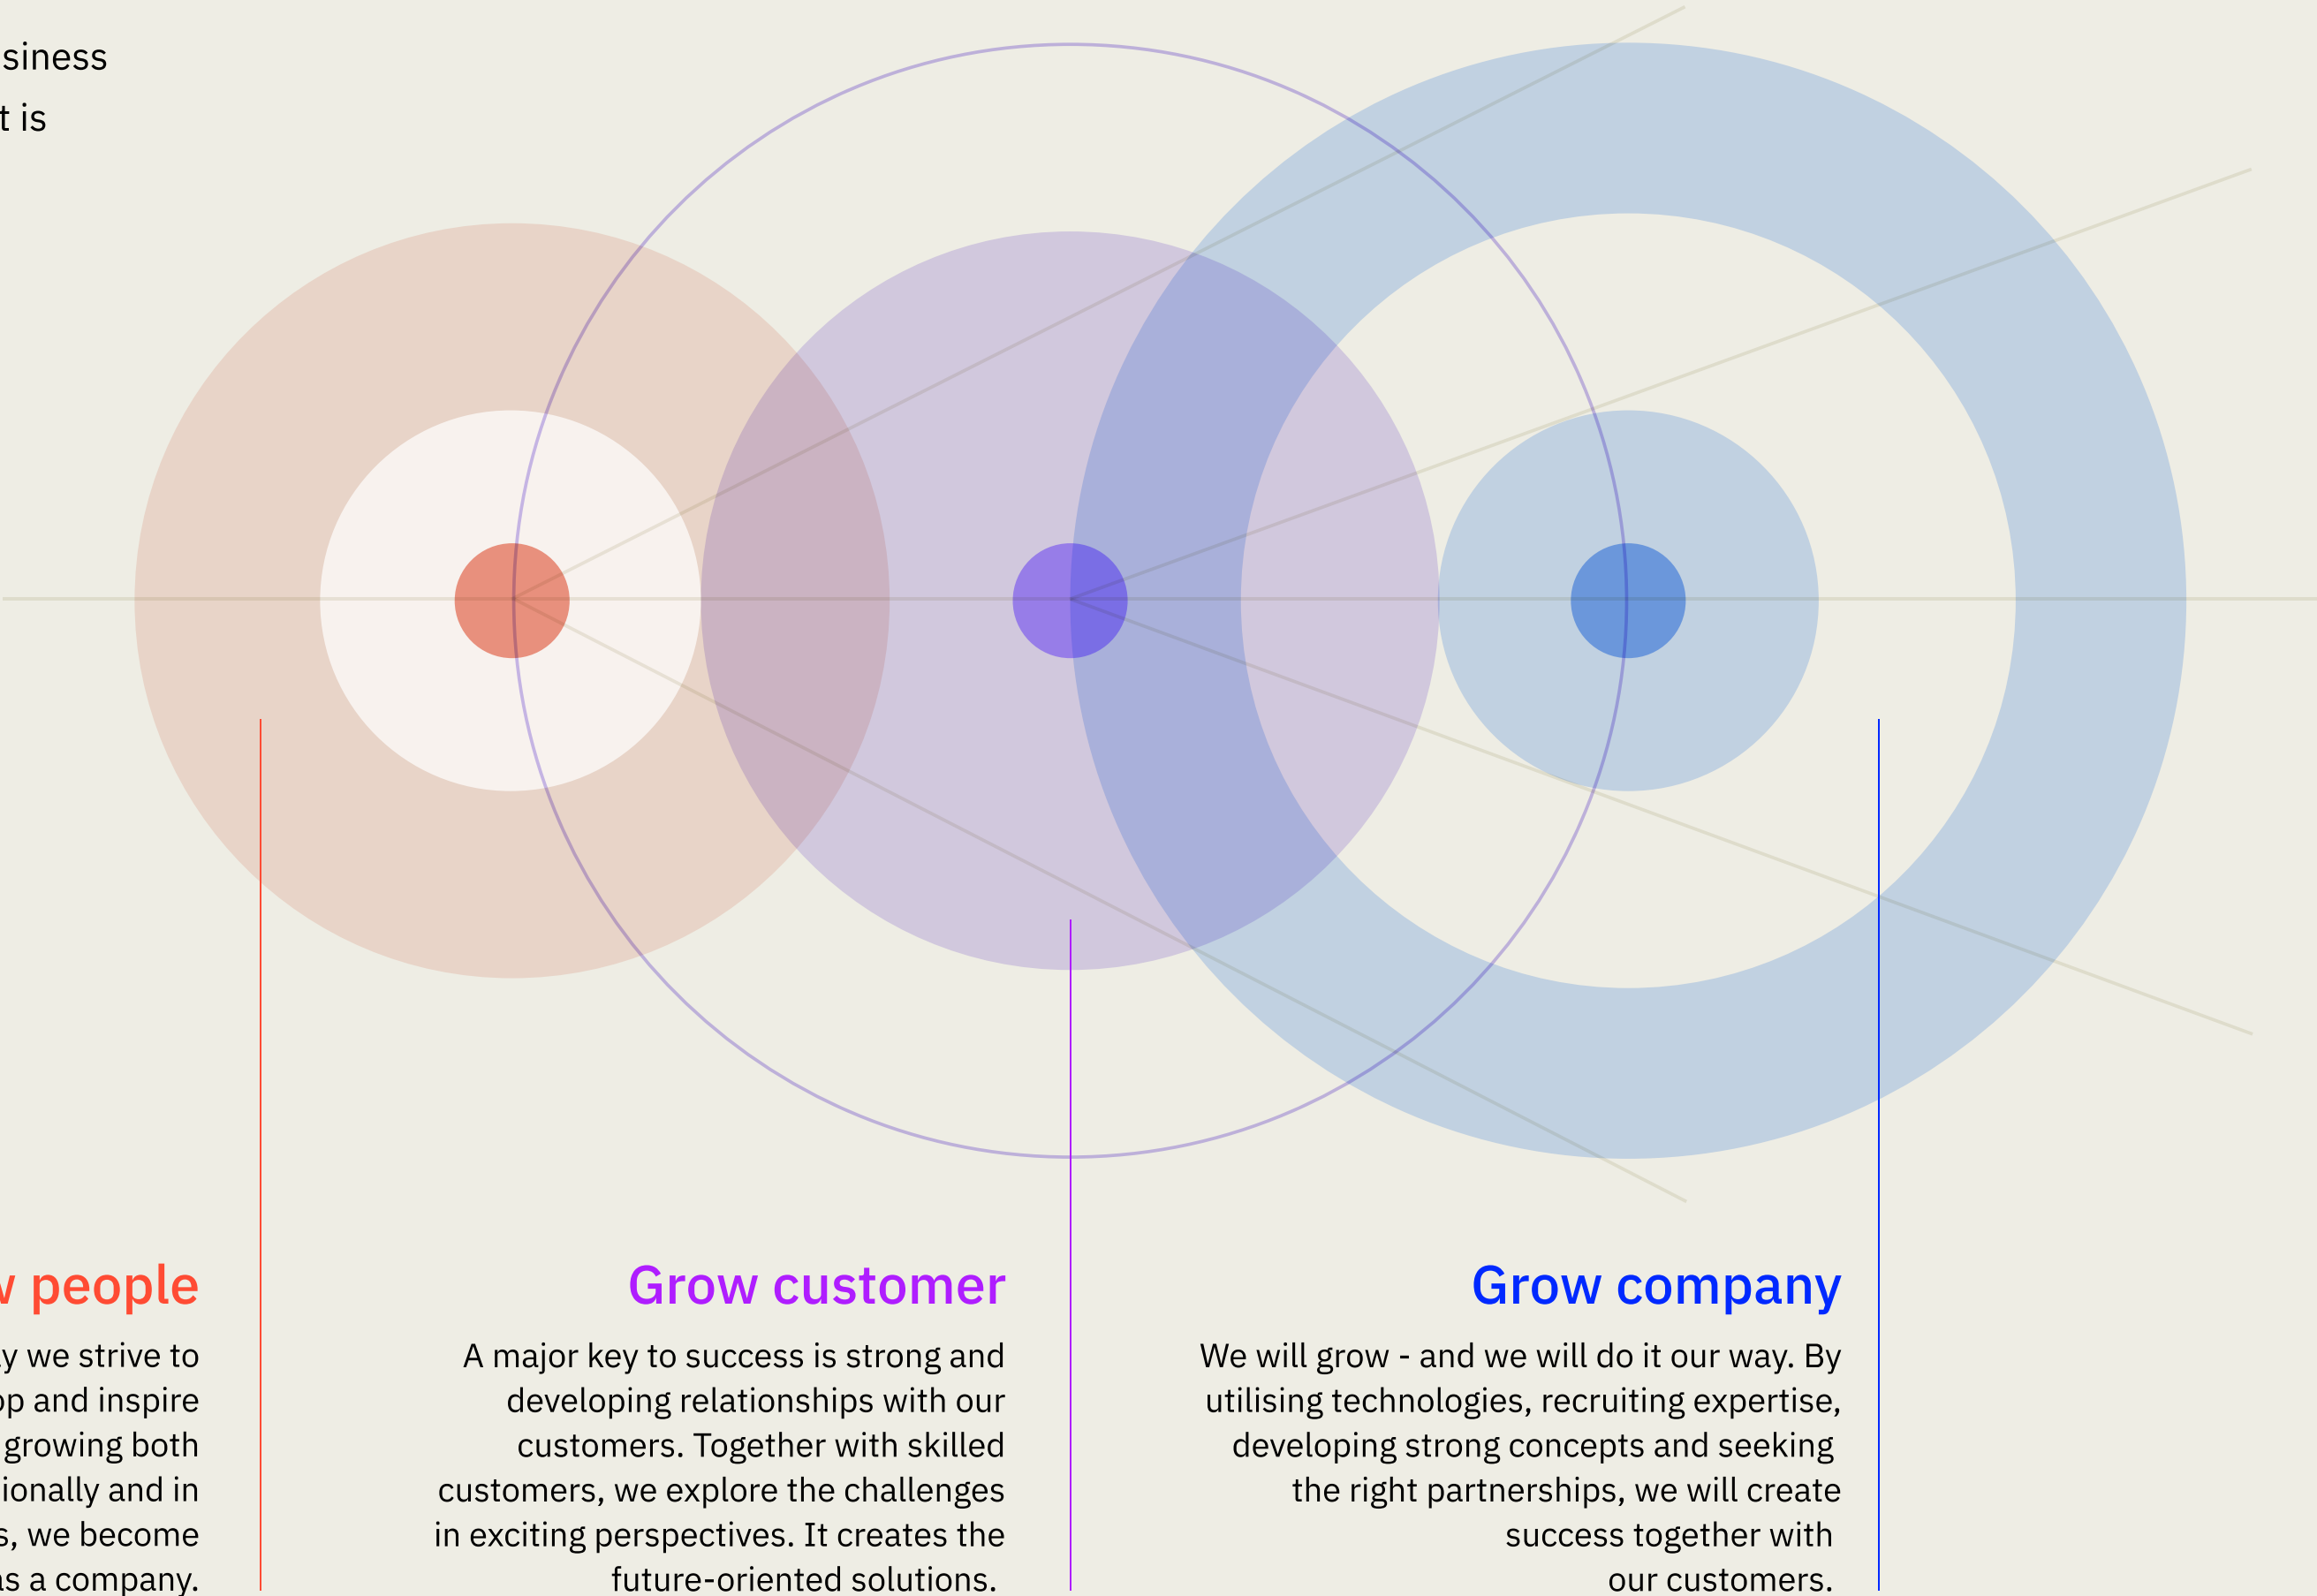 siness
t is
people
we strive to
and inspire
growing both
ionally and in
we become
as a company.
Grow customer
A major key to success is strong and
developing relationships with our
customers. Together with skilled
customers, we explore the challenges
in exciting perspectives. It creates the
future-oriented solutions.
Grow company
We will grow - and we will do it our way. By
utilising technologies, recruiting expertise,
developing strong concepts and seeking
the right partnerships, we will create
success together with
our customers.